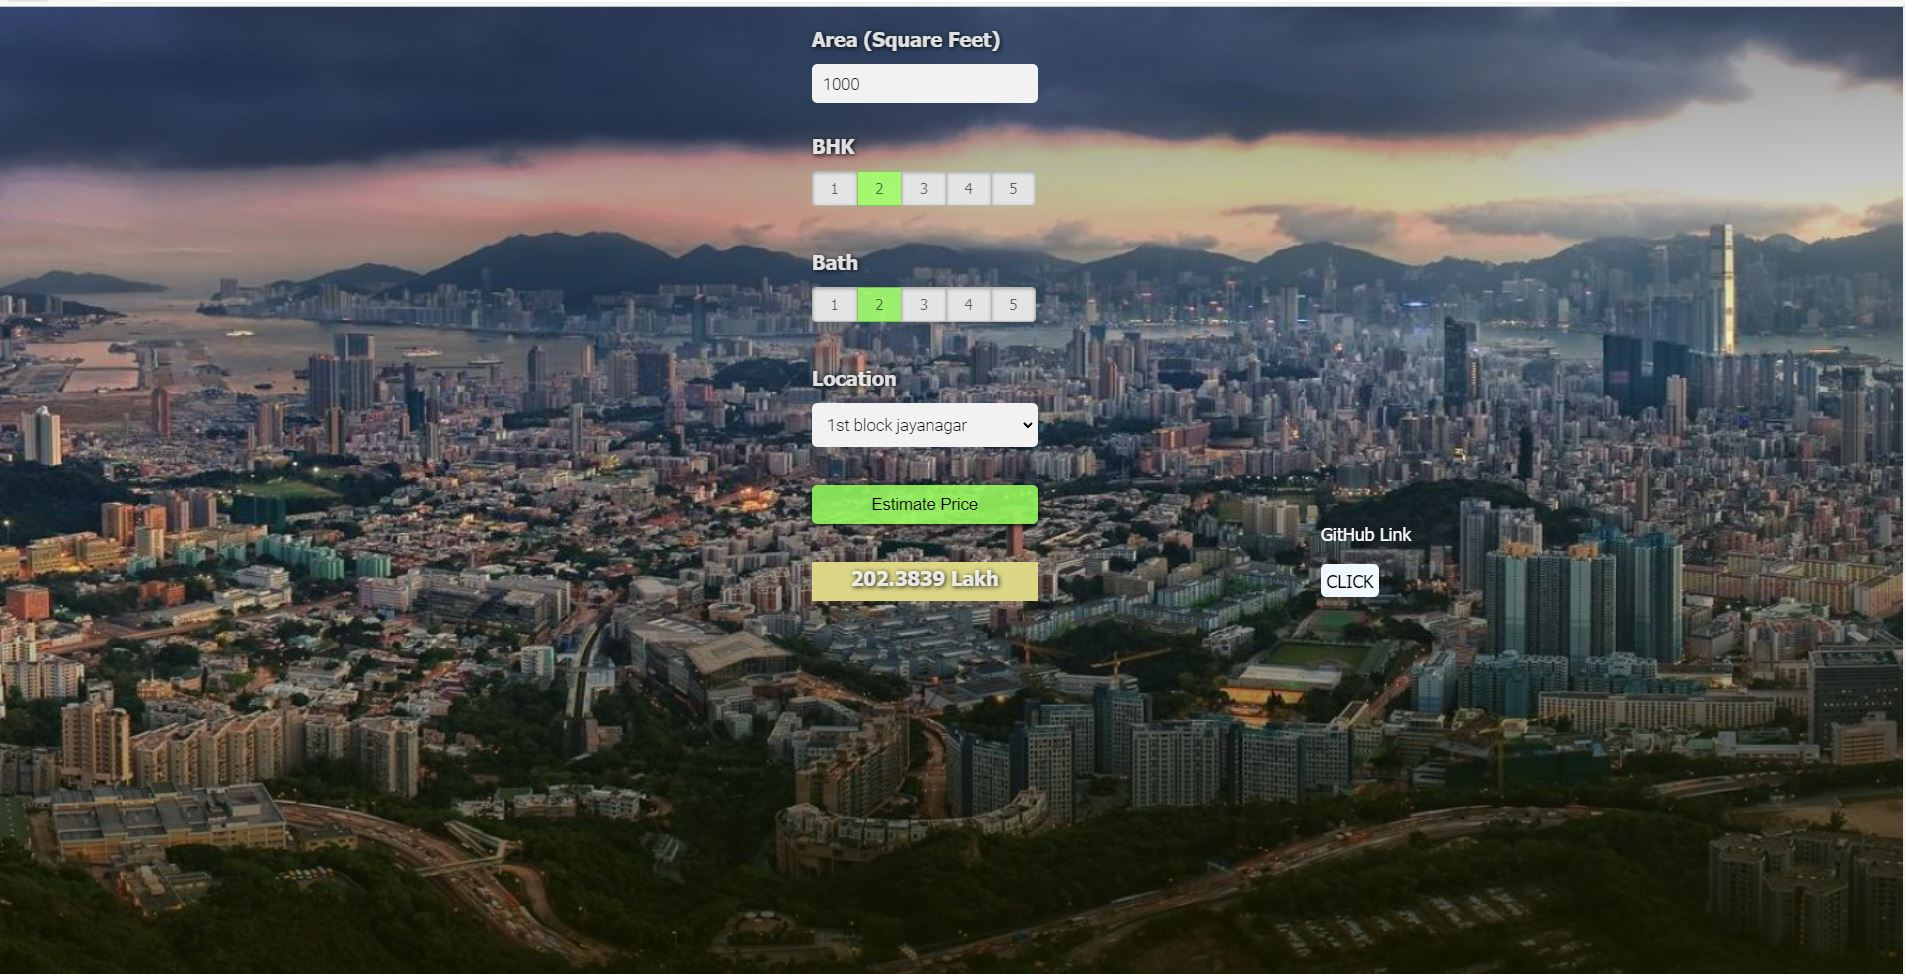 Area (Square Feet)
1000
BHK
1 2 3 4 5
Bath
1 2 3 4 5
Location
1st block jayanagar
Estimate Price
GitHub Link
202.3839 Lakh
CLICK